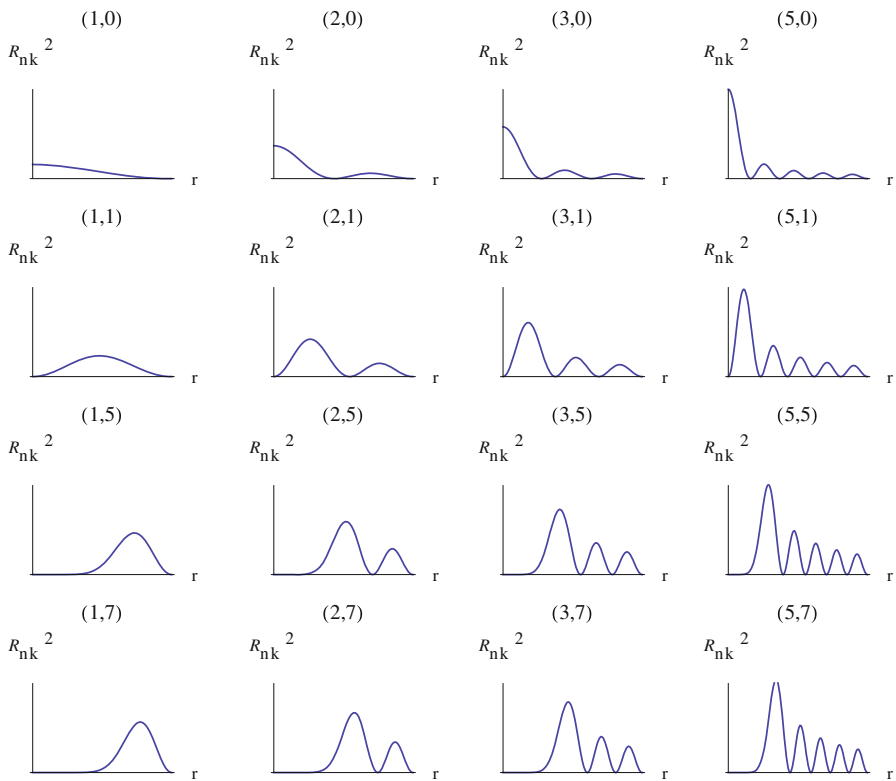 (1,0) (2,0) (3,0) (5,0)
R_nk ^2 R_nk ^2 R_nk ^2 R_nk ^2
r r r r
(1,1) (2,1) (3,1) (5,1)
R_nk ^2 R_nk ^2 R_nk ^2 R_nk ^2
r r r r
(1,5) (2,5) (3,5) (5,5)
R_nk ^2 R_nk ^2 R_nk ^2 R_nk ^2
r r r r
(1,7) (2,7) (3,7) (5,7)
R_nk ^2 R_nk ^2 R_nk ^2 R_nk ^2
r r r r